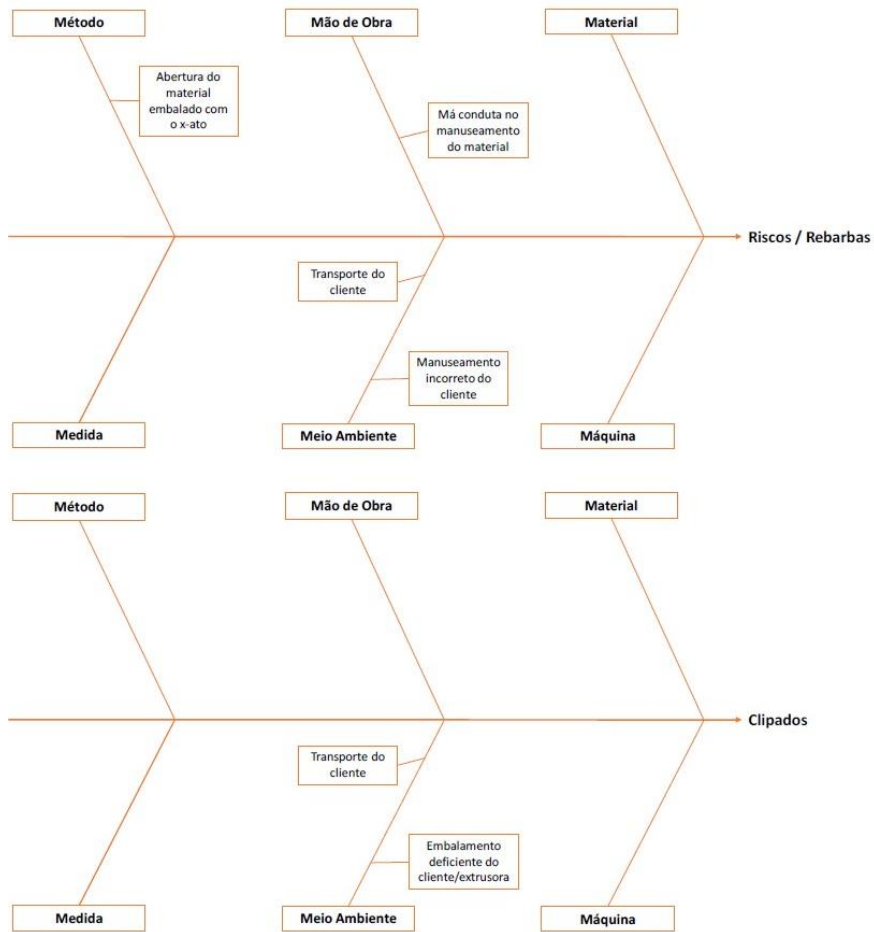 Método
Mão de Obra
Material
Abertura do
material
embalado com
o x-ato
Má conduta no
manuseamento
do material
Riscos / Rebarbas
Transporte do
cliente
Manuseamento
incorreto do
cliente
Medida
Meio Ambiente
Máquina
Método
Mão de Obra
Material
Clipados
Transporte do
cliente
Embalamento
deficiente do
cliente/extrusora
Medida
Meio Ambiente
Máquina